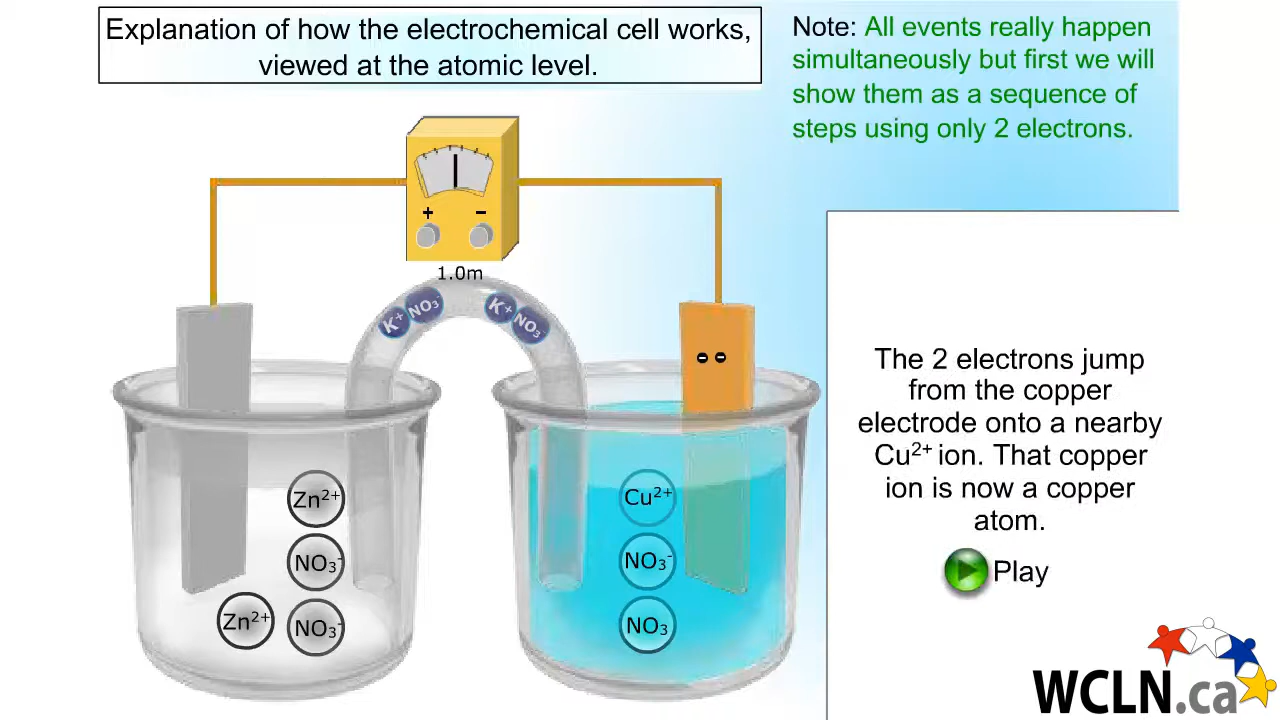 Explanation of how the electrochemical cell works,
viewed at the atomic level.
Note: All events really happen
simultaneously but first we will
show them as a sequence of
steps using only 2 electrons.
+ −
1.0m
K⁺ NO₃⁻ K⁺ NO₃⁻
The 2 electrons jump
from the copper
electrode onto a nearby
Cu²⁺ ion. That copper
ion is now a copper
atom.
Play
Zn²⁺
NO₃⁻
Zn²⁺ NO₃⁻
Cu²⁺
NO₃⁻
NO₃
WCLN.ca